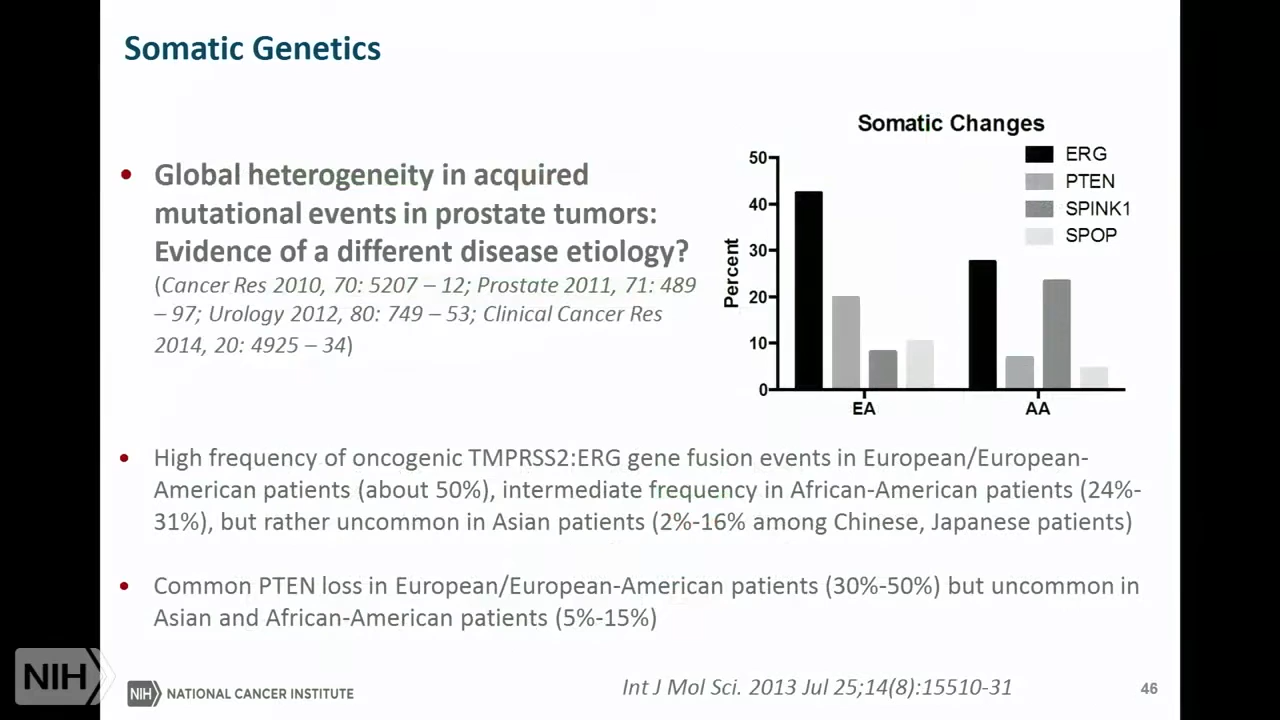 Somatic Genetics
• Global heterogeneity in acquired
mutational events in prostate tumors:
Evidence of a different disease etiology?
(Cancer Res 2010, 70: 5207 – 12; Prostate 2011, 71: 489
– 97; Urology 2012, 80: 749 – 53; Clinical Cancer Res
2014, 20: 4925 – 34)
Somatic Changes
ERG
PTEN
SPINK1
SPOP
Percent
50
40
30
20
10
0
EA
AA
• High frequency of oncogenic TMPRSS2:ERG gene fusion events in European/European-
American patients (about 50%), intermediate frequency in African-American patients (24%-
31%), but rather uncommon in Asian patients (2%-16% among Chinese, Japanese patients)
• Common PTEN loss in European/European-American patients (30%-50%) but uncommon in
Asian and African-American patients (5%-15%)
NIH
NIH NATIONAL CANCER INSTITUTE
Int J Mol Sci. 2013 Jul 25;14(8):15510-31
46